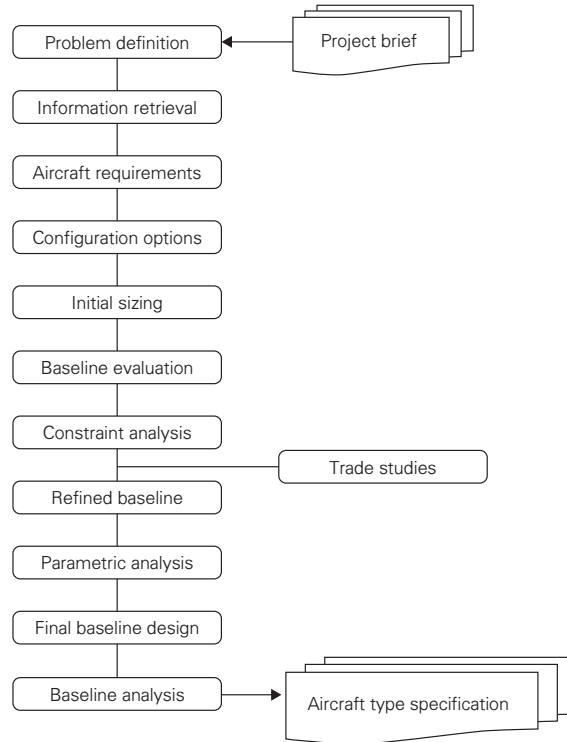 Problem definition
Project brief
Information retrieval
Aircraft requirements
Configuration options
Initial sizing
Baseline evaluation
Constraint analysis
Trade studies
Refined baseline
Parametric analysis
Final baseline design
Baseline analysis
Aircraft type specification